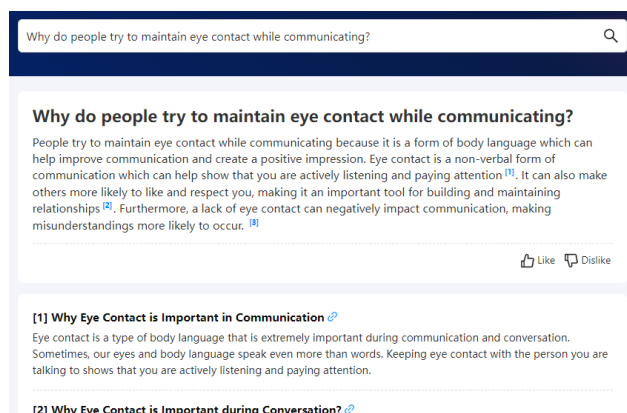 Why do people try to maintain eye contact while communicating?
Why do people try to maintain eye contact while communicating?
People try to maintain eye contact while communicating because it is a form of body language which can
help improve communication and create a positive impression. Eye contact is a non-verbal form of
communication which can help show that you are actively listening and paying attention [1]. It can also make
others more likely to like and respect you, making it an important tool for building and maintaining
relationships [2]. Furthermore, a lack of eye contact can negatively impact communication, making
misunderstandings more likely to occur. [3]
Like Dislike
[1] Why Eye Contact is Important in Communication
Eye contact is a type of body language that is extremely important during communication and conversation.
Sometimes, our eyes and body language speak even more than words. Keeping eye contact with the person you are
talking to shows that you are actively listening and paying attention.
[2] Why Eye Contact is Important during Conversation?